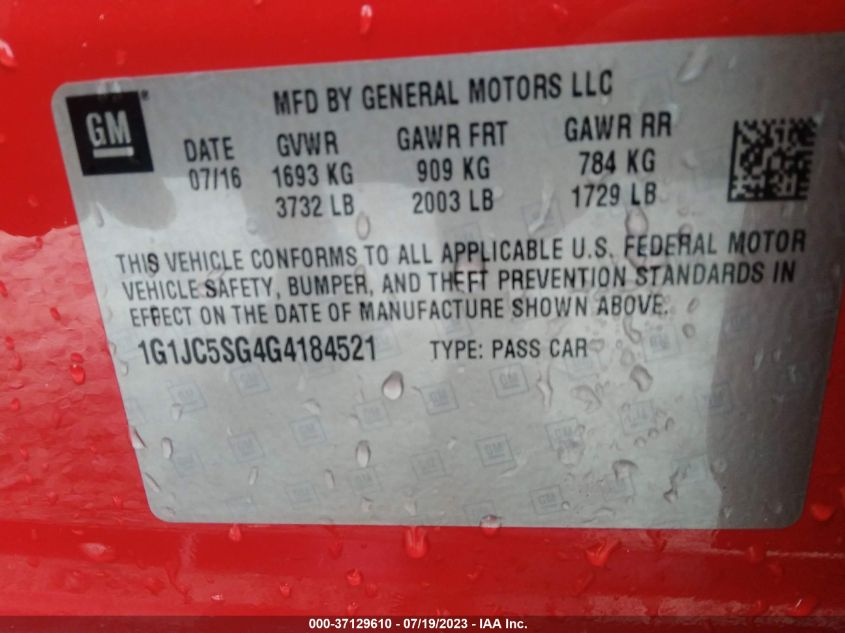 MFD BY GENERAL MOTORS LLC
GM®
DATE GVWR GAWR FRT GAWR RR
07/16 1693 KG 909 KG 784 KG
3732 LB 2003 LB 1729 LB
THIS VEHICLE CONFORMS TO ALL APPLICABLE U.S. FEDERAL MOTOR
VEHICLE SAFETY, BUMPER, AND THEFT PREVENTION STANDARDS IN
EFFECT ON THE DATE OF MANUFACTURE SHOWN ABOVE.
1G1JC5SG4G4184521 TYPE: PASS CAR
000-37129610 - 07/19/2023 - IAA Inc.